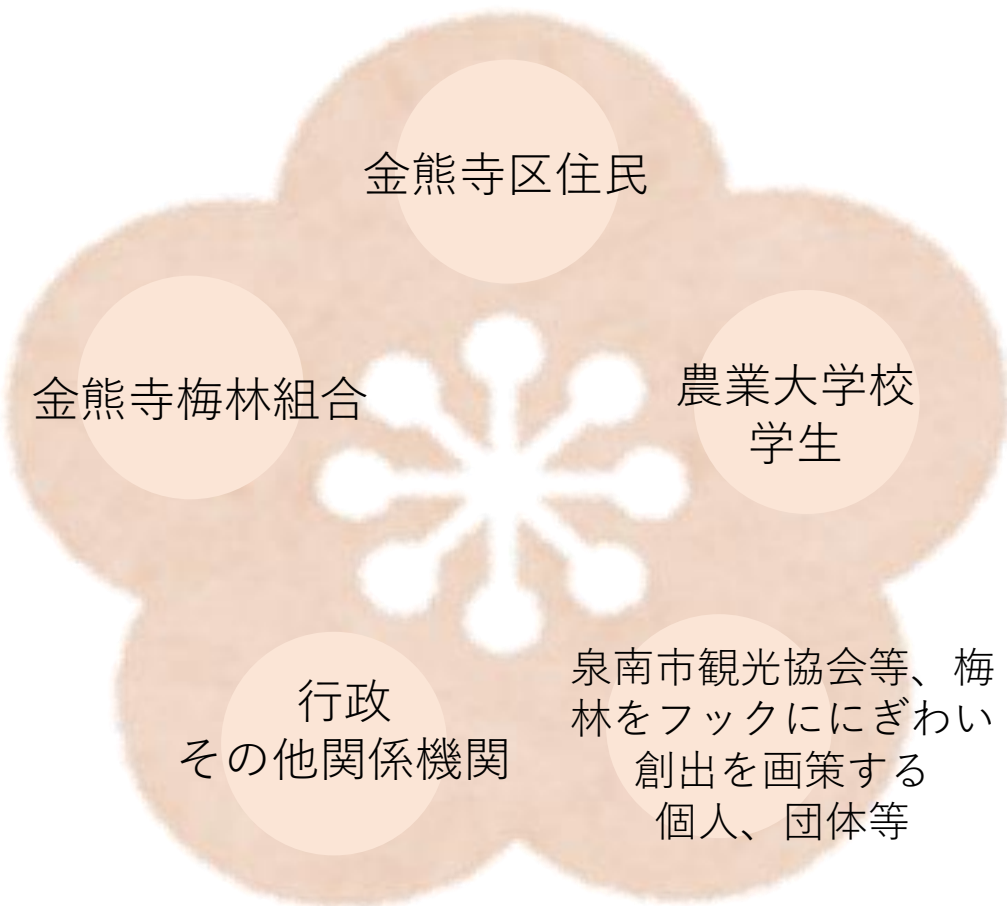 金熊寺区住民
金熊寺梅林組合
農業大学校
学生
行政
その他関係機関
泉南市観光協会等、梅
林をフックににぎわい
創出を画策する
個人、団体等